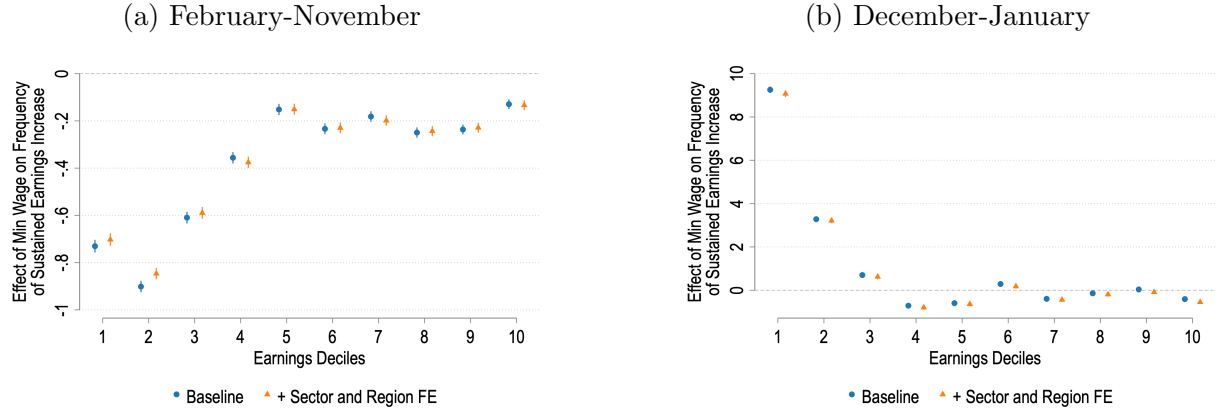 (a) February-November
Effect of Min Wage on Frequency
of Sustained Earnings Increase
0
-.2
-.4
-.6
-.8
-1
1 2 3 4 5 6 7 8 9 10
Earnings Deciles
Baseline + Sector and Region FE
(b) December-January
Effect of Min Wage on Frequency
of Sustained Earnings Increase
10
8
6
4
2
0
1 2 3 4 5 6 7 8 9 10
Earnings Deciles
Baseline + Sector and Region FE